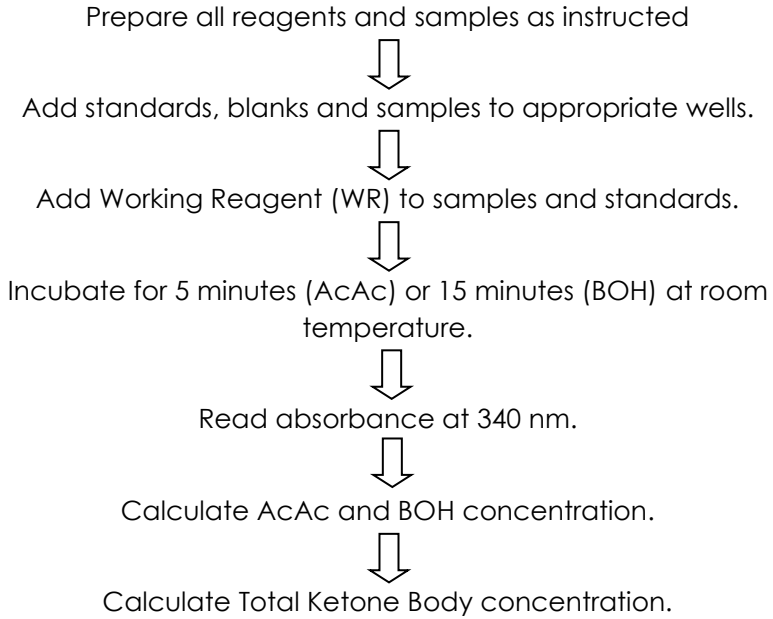 Prepare all reagents and samples as instructed
Add standards, blanks and samples to appropriate wells.
Add Working Reagent (WR) to samples and standards.
Incubate for 5 minutes (AcAc) or 15 minutes (BOH) at room
temperature.
Read absorbance at 340 nm.
Calculate AcAc and BOH concentration.
Calculate Total Ketone Body concentration.